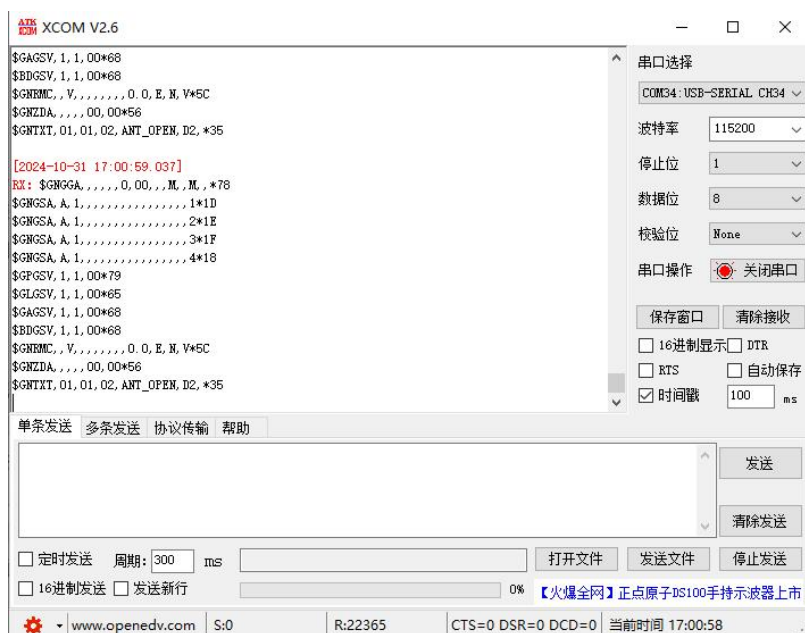 ATK XCOM XCOM V2.6
$GAGSV,1,1,00*68
$BDGSV,1,1,00*68
$GNRMC,,V,,,,,,,,0.0,E,N,V*5C
$GNZDA,,,,,00,00*56
$GNTXT,01,01,02,ANT_OPEN,D2,*35
[2024-10-31 17:00:59.037]
RX: $GNGGA,,,,,,0,00,,,M,,M,,*78
$GNGSA,A,1,,,,,,,,,,,,,,,,1*1D
$GNGSA,A,1,,,,,,,,,,,,,,,,2*1E
$GNGSA,A,1,,,,,,,,,,,,,,,,3*1F
$GNGSA,A,1,,,,,,,,,,,,,,,,4*18
$GPGSV,1,1,00*79
$GLGSV,1,1,00*65
$GAGSV,1,1,00*68
$BDGSV,1,1,00*68
$GNRMC,,V,,,,,,,,0.0,E,N,V*5C
$GNZDA,,,,,00,00*56
$GNTXT,01,01,02,ANT_OPEN,D2,*35
串口选择
COM34:USB-SERIAL CH34
波特率 115200
停止位 1
数据位 8
校验位 None
串口操作 关闭串口
保存窗口 清除接收
16进制显示 DTR
RTS 自动保存
时间戳 100 ms
单条发送 多条发送 协议传输 帮助
发送
清除发送
定时发送 周期: 300 ms 打开文件 发送文件 停止发送
16进制发送 发送新行 0% 【火爆全网】正点原子DS100手持示波器上市
www.openedv.com S:0 R:22365 CTS=0 DSR=0 DCD=0 当前时间 17:00:58